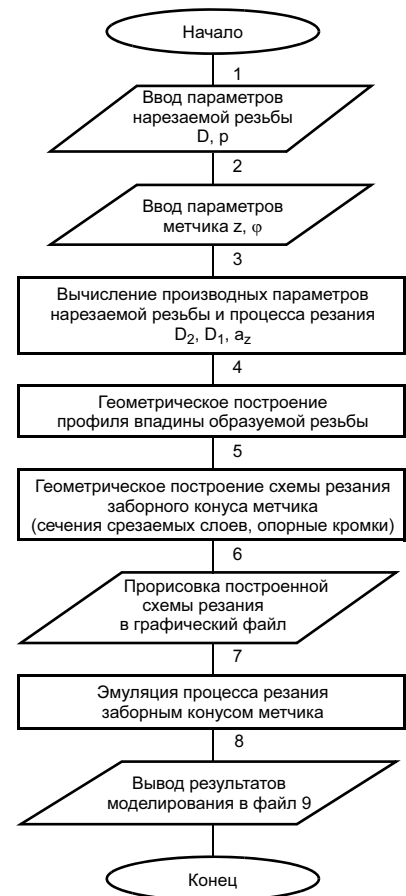 Начало
1
Ввод параметров
нарезаемой резьбы
D, p
2
Ввод параметров
метчика z, φ
3
Вычисление производных параметров
нарезаемой резьбы и процесса резания
D₂, D₁, a_z
4
Геометрическое построение
профиля впадины образуемой резьбы
5
Геометрическое построение схемы резания
заборного конуса метчика
(сечения срезаемых слоев, опорные кромки)
6
Прорисовка построенной
схемы резания
в графический файл
7
Эмуляция процесса резания
заборным конусом метчика
8
Вывод результатов
моделирования в файл 9
Конец